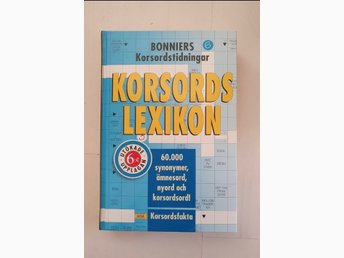 BONNIERS
Korsordstidningar
KORSORDS
LEXIKON
UTÖKADE
6:e
UPPLAGAN
60.000
synonymer,
ämnesord,
nyord och
korsordsord!
Korsordsfakta